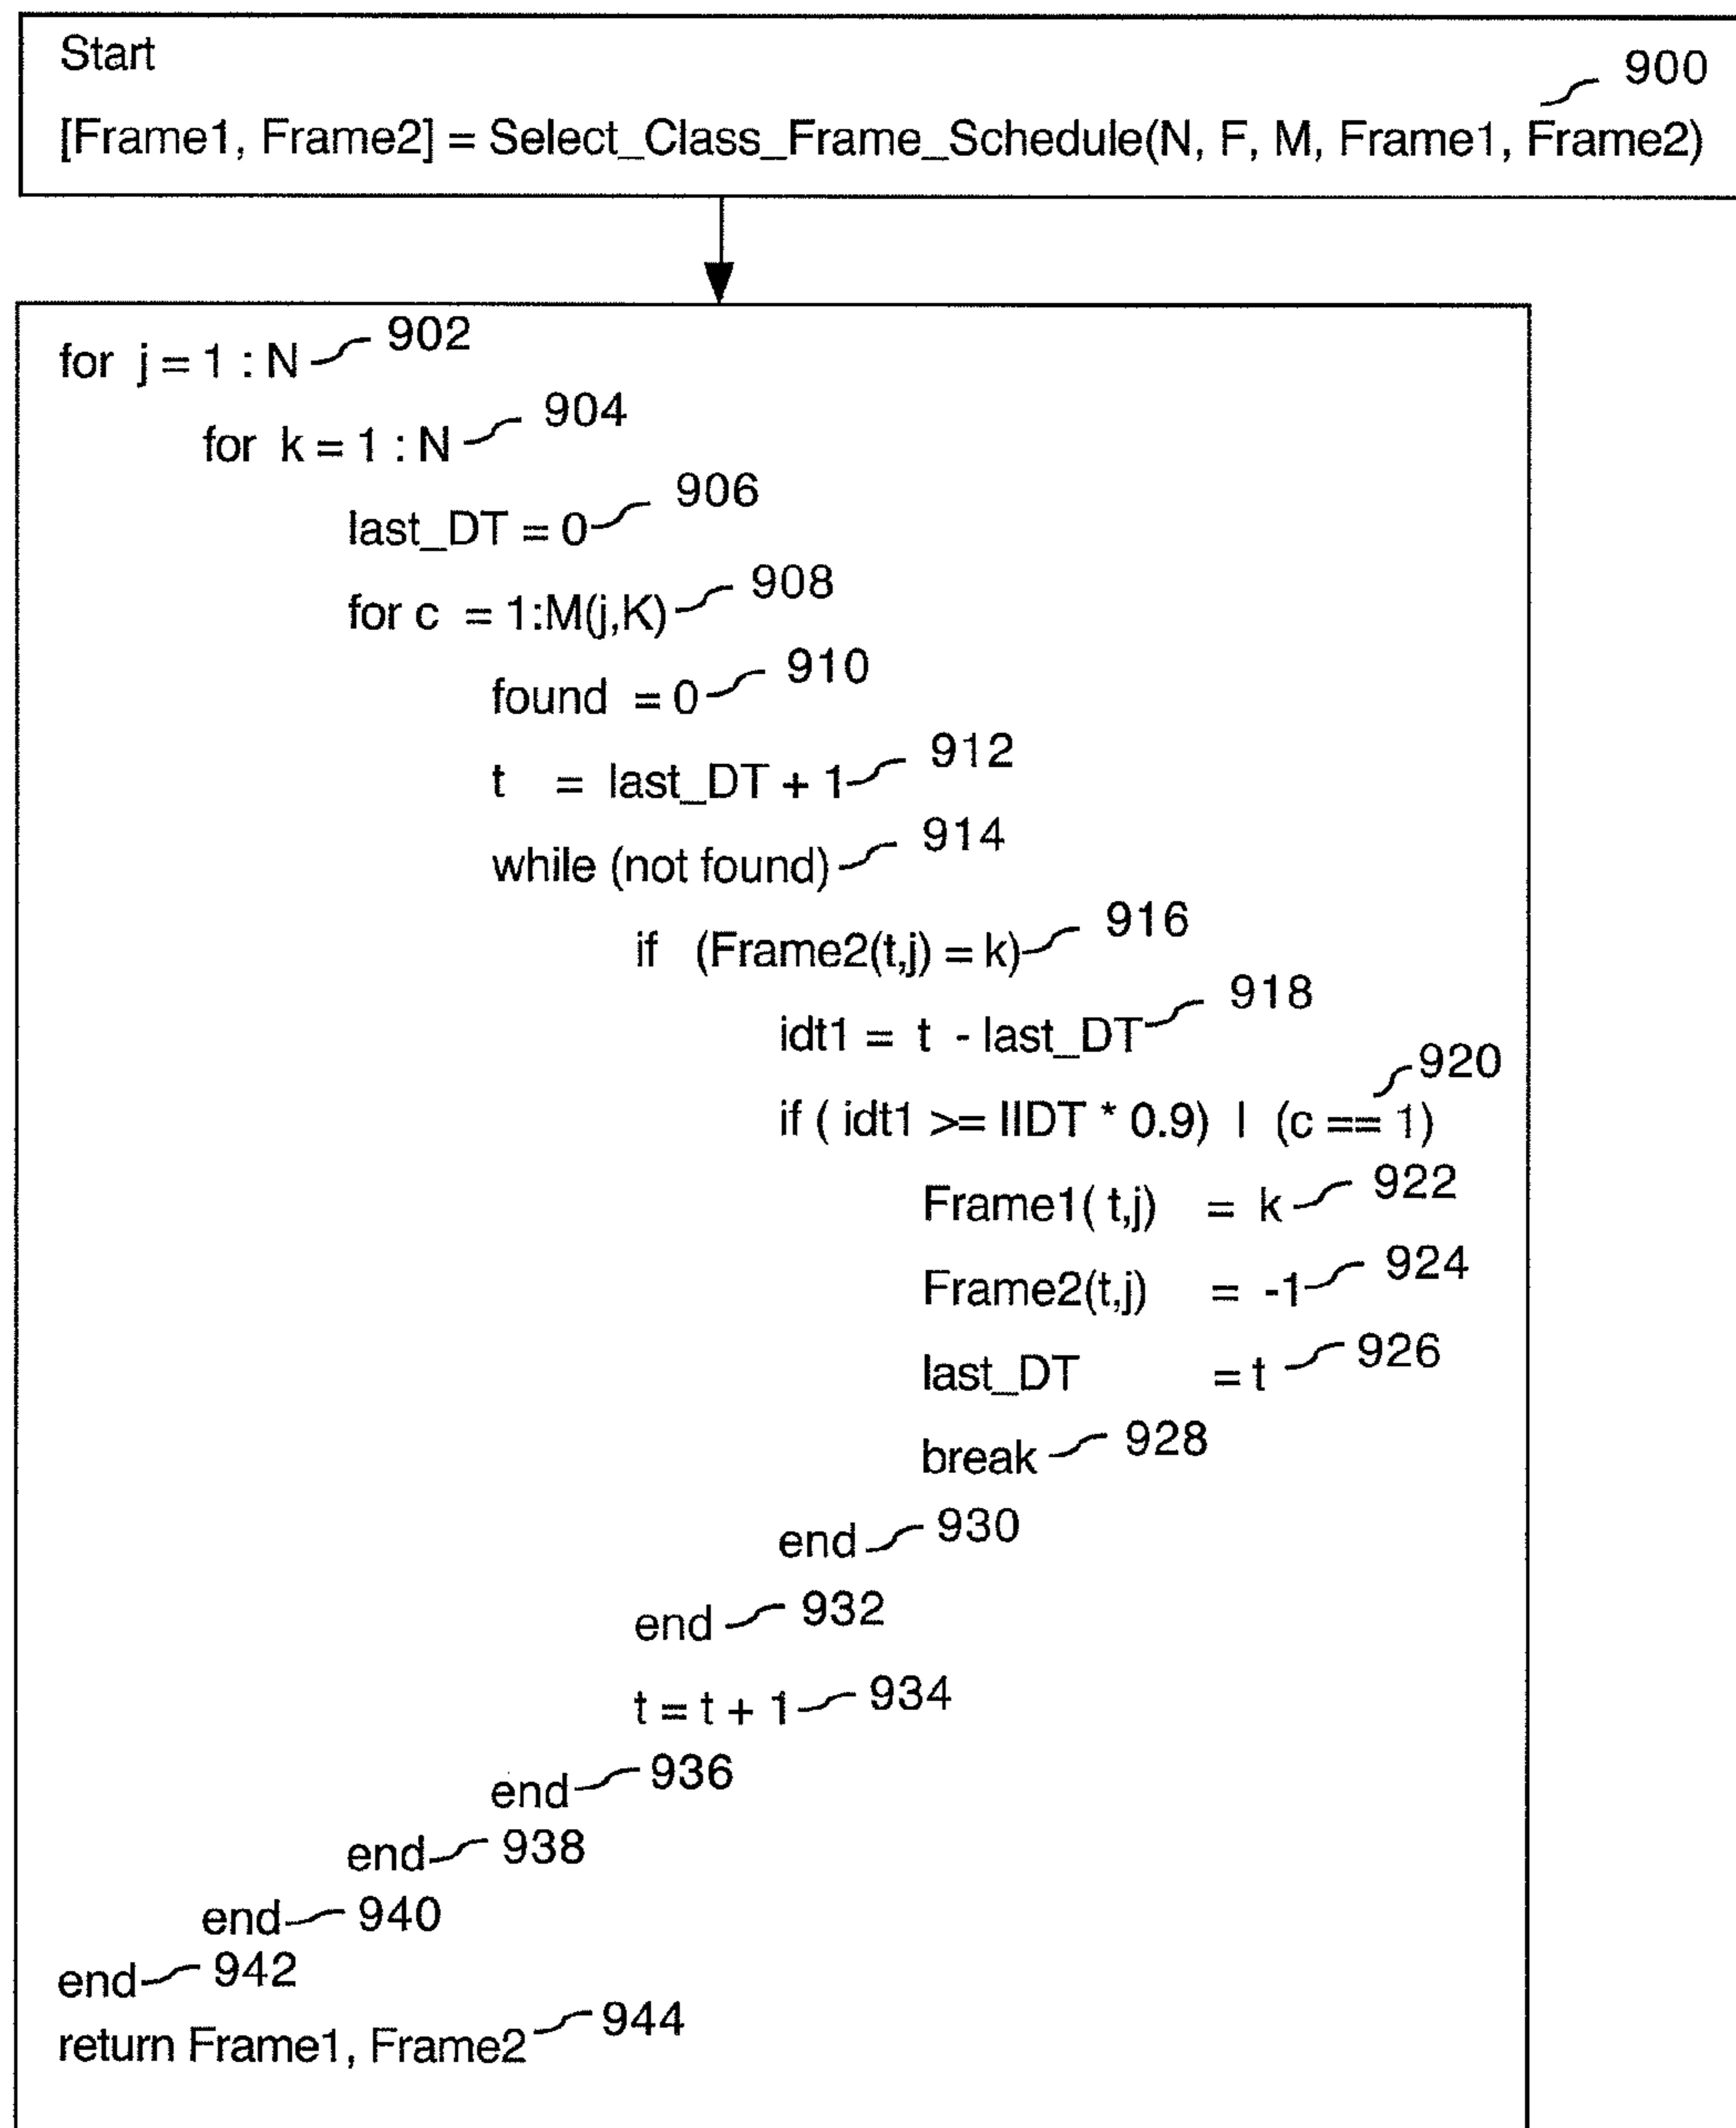 Start
900
[Frame1, Frame2] = Select_Class_Frame_Schedule(N, F, M, Frame1, Frame2)
for j = 1 : N 902
for k = 1 : N 904
last_DT = 0 906
for c = 1:M(j,K) 908
found = 0 910
t = last_DT + 1 912
while (not found) 914
if (Frame2(t,j) = k) 916
idt1 = t - last_DT 918
if ( idt1 >= IIDT * 0.9) | (c == 1) 920
Frame1( t,j) = k 922
Frame2(t,j) = -1 924
last_DT = t 926
break 928
end 930
end 932
t = t + 1 934
end 936
end 938
end 940
end 942
return Frame1, Frame2 944